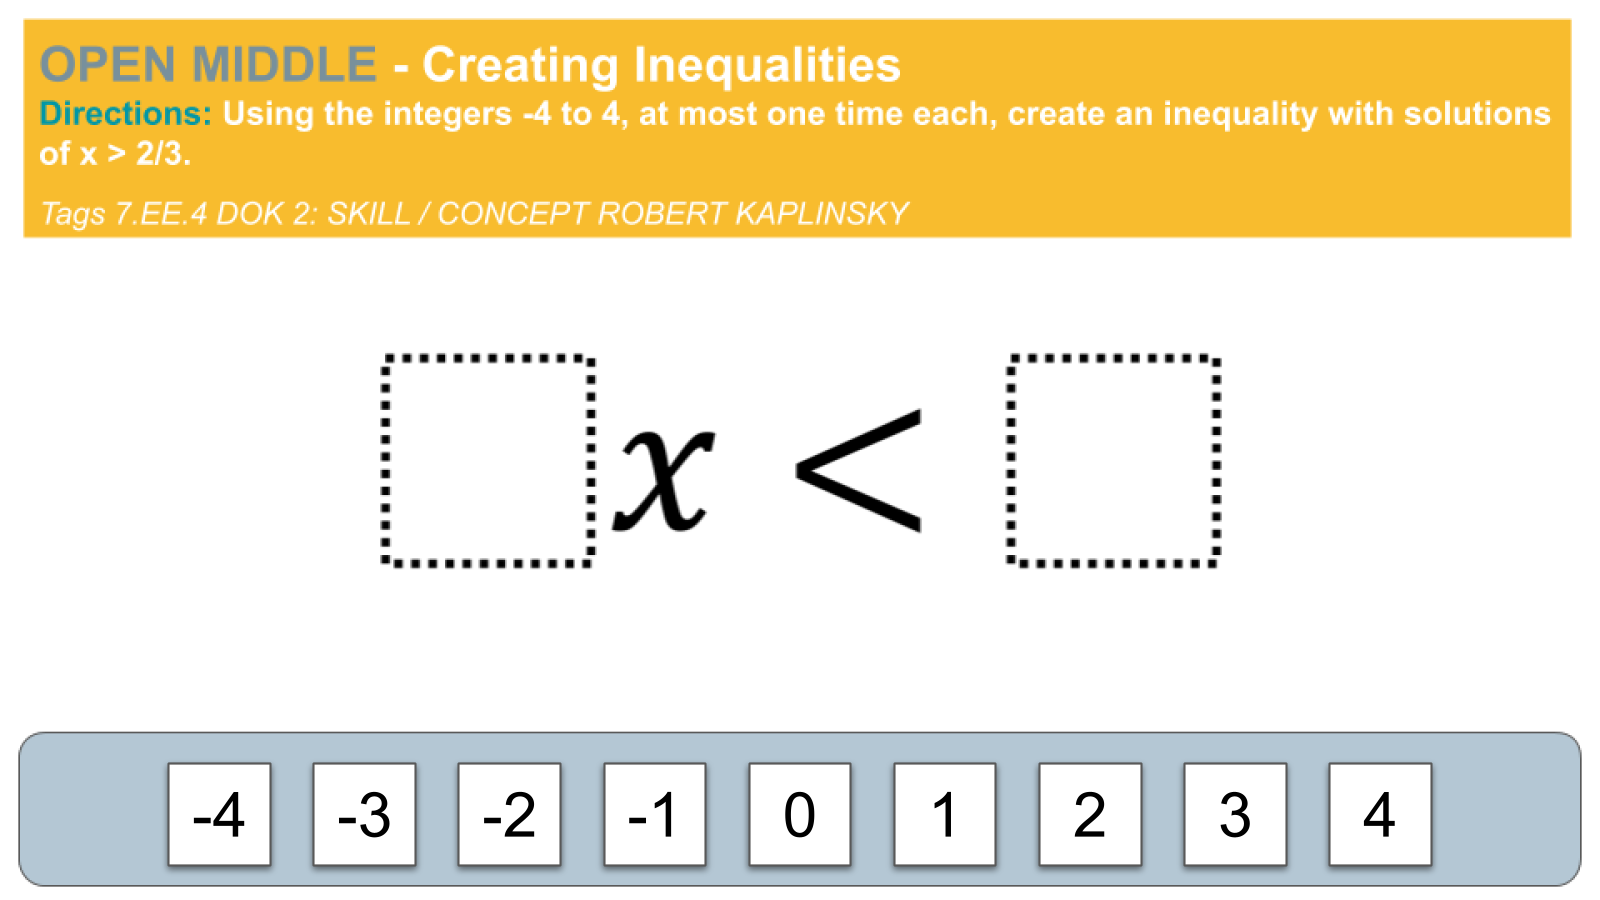 OPEN MIDDLE - Creating Inequalities
Directions: Using the integers -4 to 4, at most one time each, create an inequality with solutions
of x > 2/3.
Tags 7.EE.4 DOK 2: SKILL / CONCEPT ROBERT KAPLINSKY
x <
-4 -3 -2 -1 0 1 2 3 4